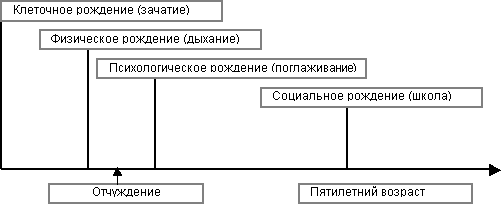 Клеточное рождение (зачатие)
Физическое рождение (дыхание)
Психологическое рождение (поглаживание)
Социальное рождение (школа)
Отчуждение
Пятилетний возраст